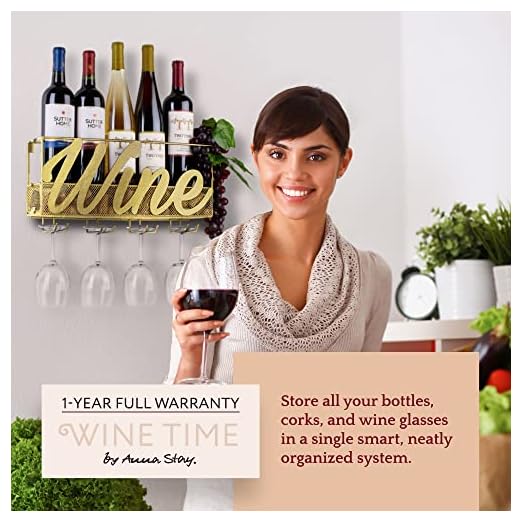 SUTTER
HOME
SUTTER
HOME
Wine
1-YEAR FULL WARRANTY
WINE TIME
by Anna Stay.
Store all your bottles,
corks, and wine glasses
in a single smart, neatly
organized system.